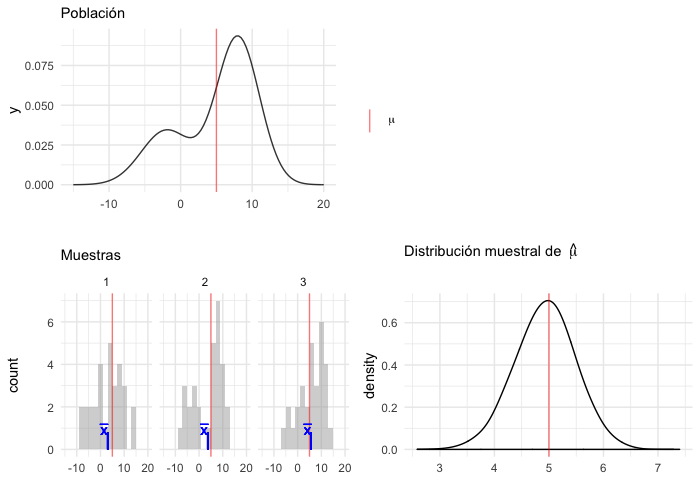 Población
y
0.075
0.050
0.025
0.000
-10 0 10 20
μ
Muestras
1 2 3
count
6
4
2
0
x̅ x̅ x̅
-10 0 10 20 -10 0 10 20 -10 0 10 20
Distribución muestral de μ̂
density
0.6
0.4
0.2
0.0
3 4 5 6 7